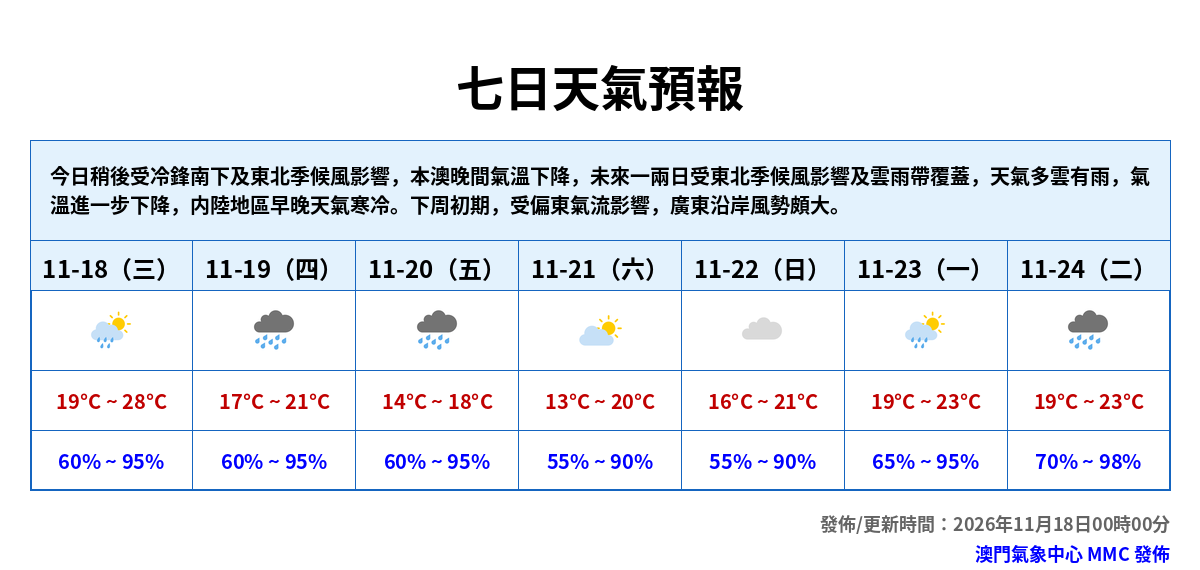 七日天氣預報
今日稍後受冷鋒南下及東北季候風影響，本澳晚間氣溫下降，未來一兩日受東北季候風影響及雲雨帶覆蓋，天氣多雲有雨，氣
溫進一步下降，内陸地區早晚天氣寒冷。下周初期，受偏東氣流影響，廣東沿岸風勢頗大。
11-18（三） 11-19（四） 11-20（五） 11-21（六） 11-22（日） 11-23（一） 11-24（二）
19°C ~ 28°C 17°C ~ 21°C 14°C ~ 18°C 13°C ~ 20°C 16°C ~ 21°C 19°C ~ 23°C 19°C ~ 23°C
60% ~ 95% 60% ~ 95% 60% ~ 95% 55% ~ 90% 55% ~ 90% 65% ~ 95% 70% ~ 98%
發佈/更新時間：2026年11月18日00時00分
澳門氣象中心 MMC 發佈